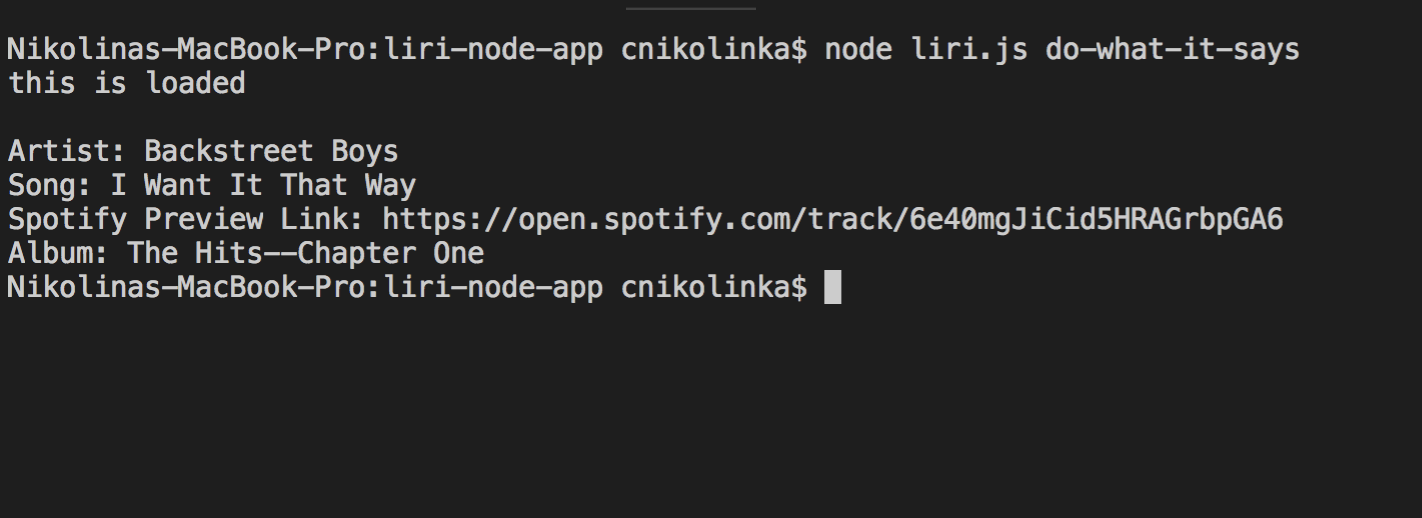 Nikolinas-MacBook-Pro:liri-node-app cnikolinka$ node liri.js do-what-it-says
this is loaded
Artist: Backstreet Boys
Song: I Want It That Way
Spotify Preview Link: https://open.spotify.com/track/6e40mgJiCid5HRAGrbpGA6
Album: The Hits--Chapter One
Nikolinas-MacBook-Pro:liri-node-app cnikolinka$